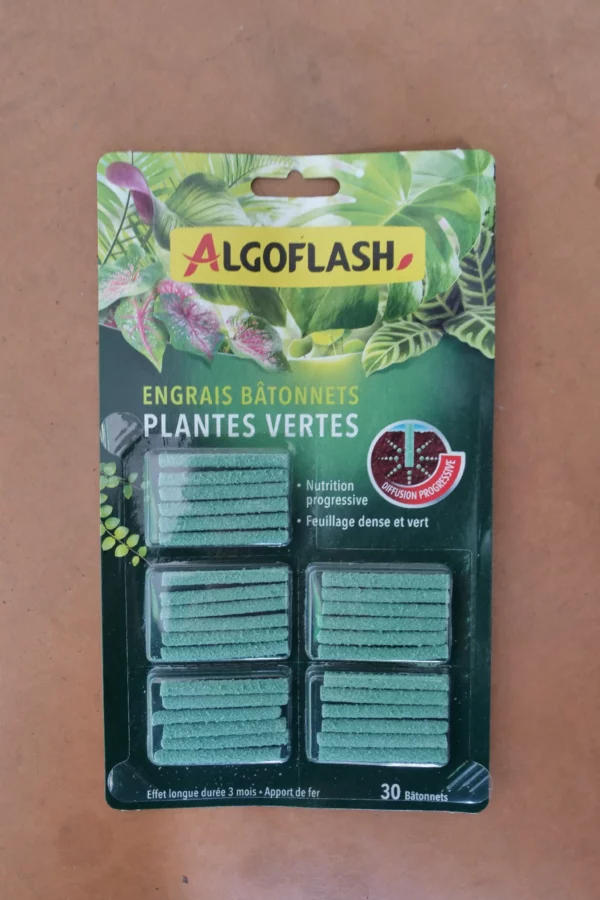 ALGOFLASH
ENGRAIS BÂTONNETS
PLANTES VERTES
DIFFUSION PROGRESSIVE
• Nutrition
progressive
• Feuillage dense et vert
Effet longue durée 3 mois • Apport de fer
30 Bâtonnets